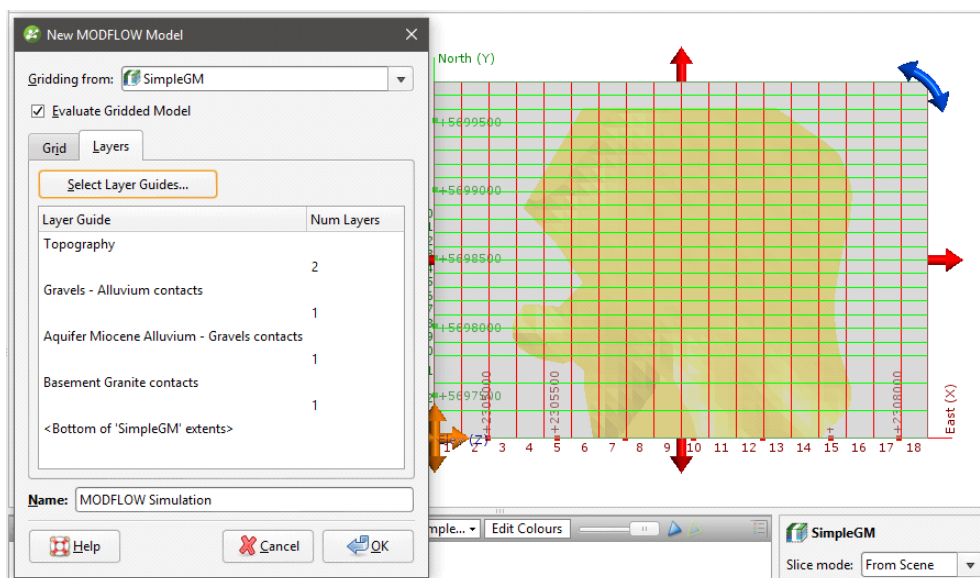 New MODFLOW Model
Gridding from: SimpleGM
Evaluate Gridded Model
Grid Layers
Select Layer Guides...
Layer Guide Num Layers
Topography
2
Gravels - Alluvium contacts
1
Aquifer Miocene Alluvium - Gravels contacts
1
Basement Granite contacts
1
<Bottom of 'SimpleGM' extents>
Name: MODFLOW Simulation
Help Cancel OK
North (Y)
+5699500
+5699000
+5698500
+5698000
+5697500
+2305000
+2305500
+2308000
East (X)
(Z)
1 2 3 4 5 6 7 8 9 10 11 12 13 14 15 16 17 18
Edit Colours
SimpleGM
Slice mode: From Scene